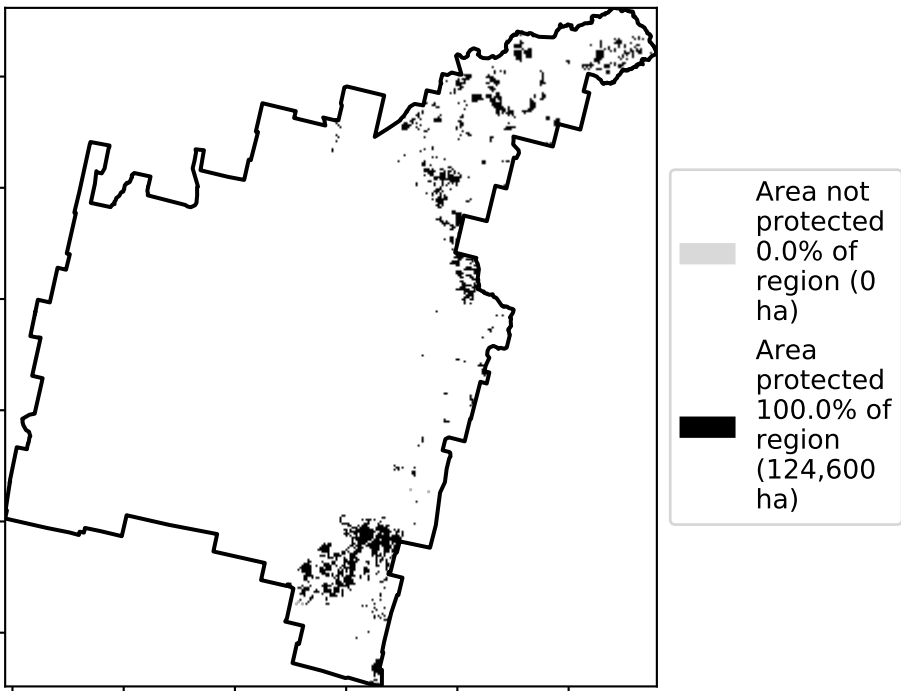 Area not
protected
0.0% of
region (0
ha)
Area
protected
100.0% of
region
(124,600
ha)